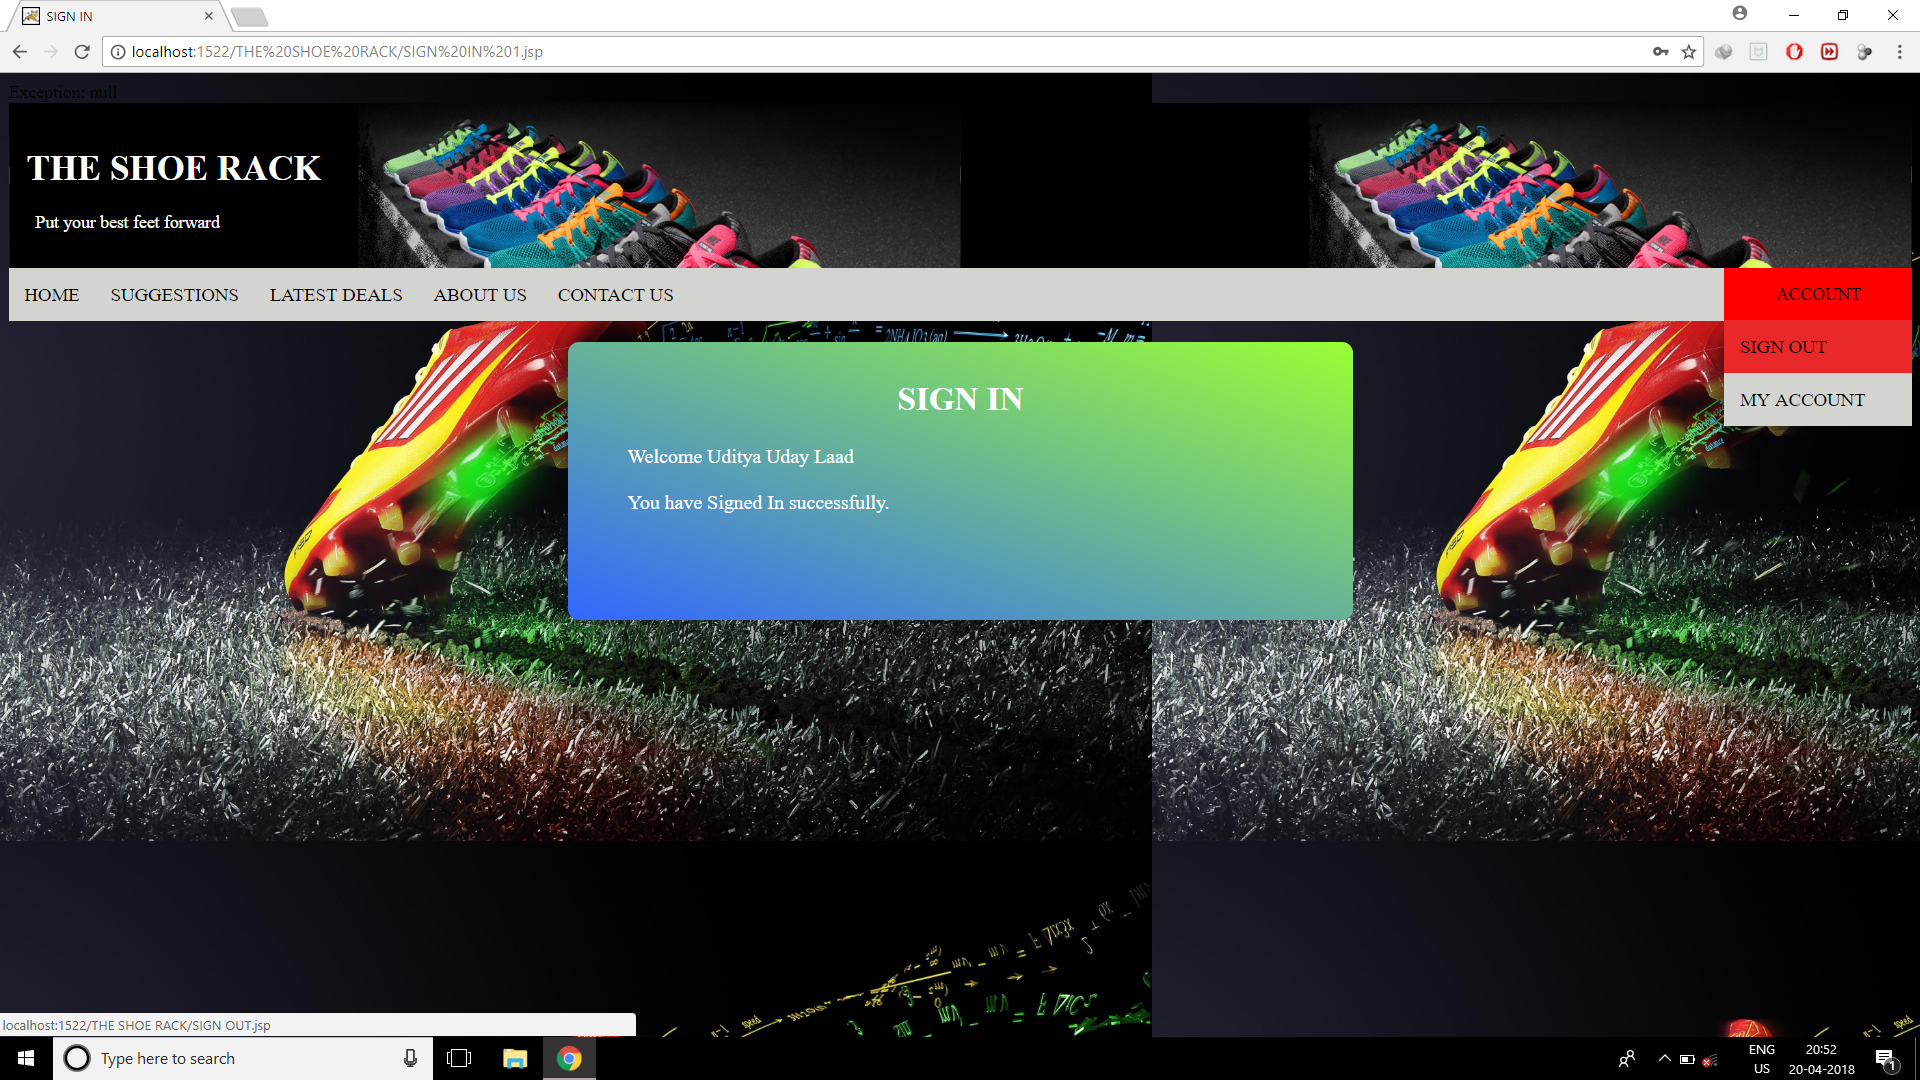 SIGN IN
localhost:1522/THE%20SHOE%20RACK/SIGN%20IN%201.jsp
Exception: null
THE SHOE RACK
Put your best feet forward
HOME SUGGESTIONS LATEST DEALS ABOUT US CONTACT US ACCOUNT
SIGN OUT
MY ACCOUNT
SIGN IN
Welcome Uditya Uday Laad
You have Signed In successfully.
localhost:1522/THE SHOE RACK/SIGN OUT.jsp
Type here to search
ENG
US
20:52
20-04-2018
1